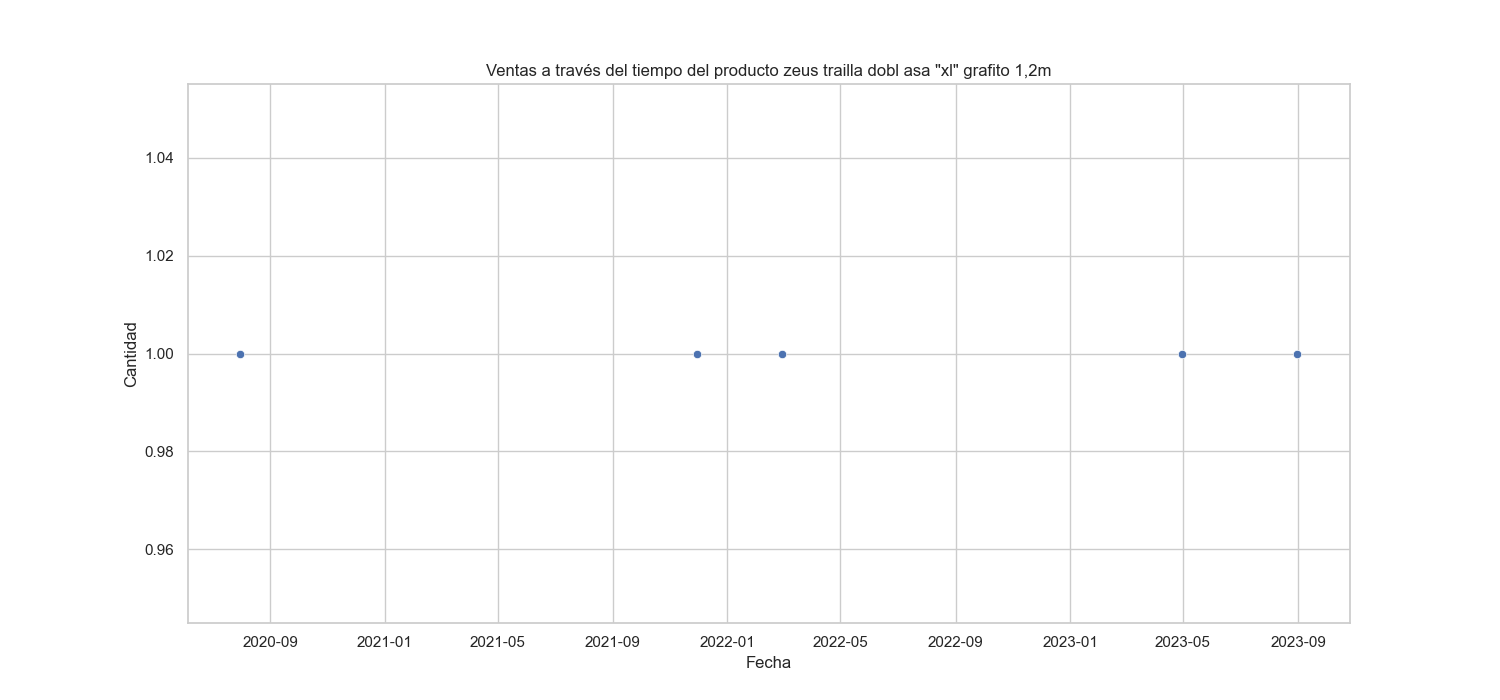 Ventas a través del tiempo del producto zeus trailla dobl asa "xl" grafito 1,2m
1.04
1.02
1.00
0.98
0.96
Cantidad
2020-09 2021-01 2021-05 2021-09 2022-01 2022-05 2022-09 2023-01 2023-05 2023-09
Fecha